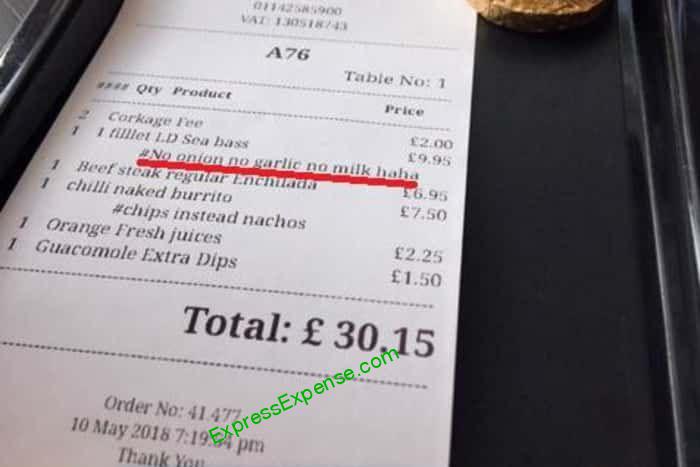 01142585900
VAT: 130518743
A76
Table No: 1
#### Qty Product Price
2 Corkage Fee £2.00
1 1 filllet LD Sea bass £9.95
#No onion no garlic no milk haha
1 Beef steak regular Enchilada £6.95
1 chilli naked burrito £7.50
#chips instead nachos
1 Orange Fresh juices £2.25
1 Guacomole Extra Dips £1.50
Total: £ 30.15
ExpressExpense.com
Order No: 41477
10 May 2018 7:19: pm
Thank You